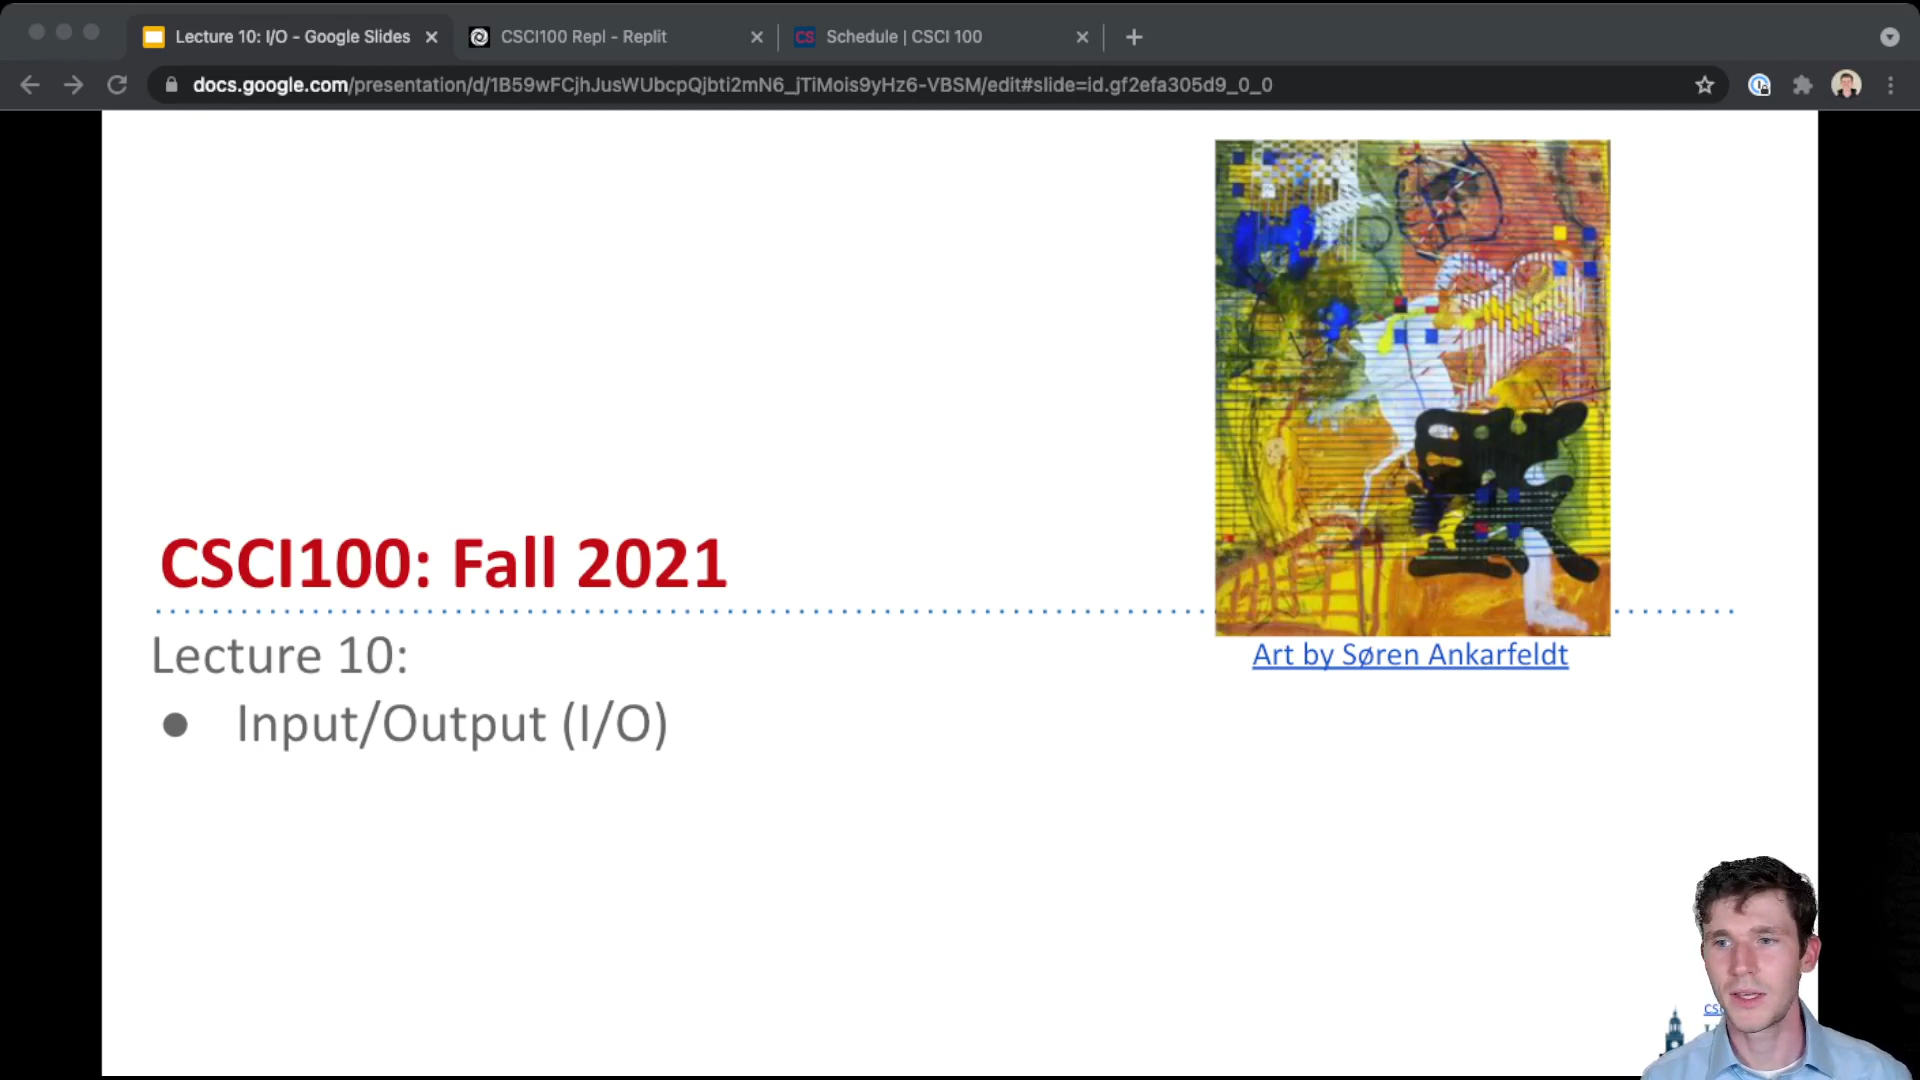 Lecture 10: I/O - Google Slides
CSCI100 Repl - Replit
CS Schedule | CSCI 100
docs.google.com/presentation/d/1B59wFCjhJusWUbcpQjbti2mN6_jTiMois9yHz6-VBSM/edit#slide=id.gf2efa305d9_0_0
CSCI100: Fall 2021
Art by Søren Ankarfeldt
Lecture 10:
● Input/Output (I/O)